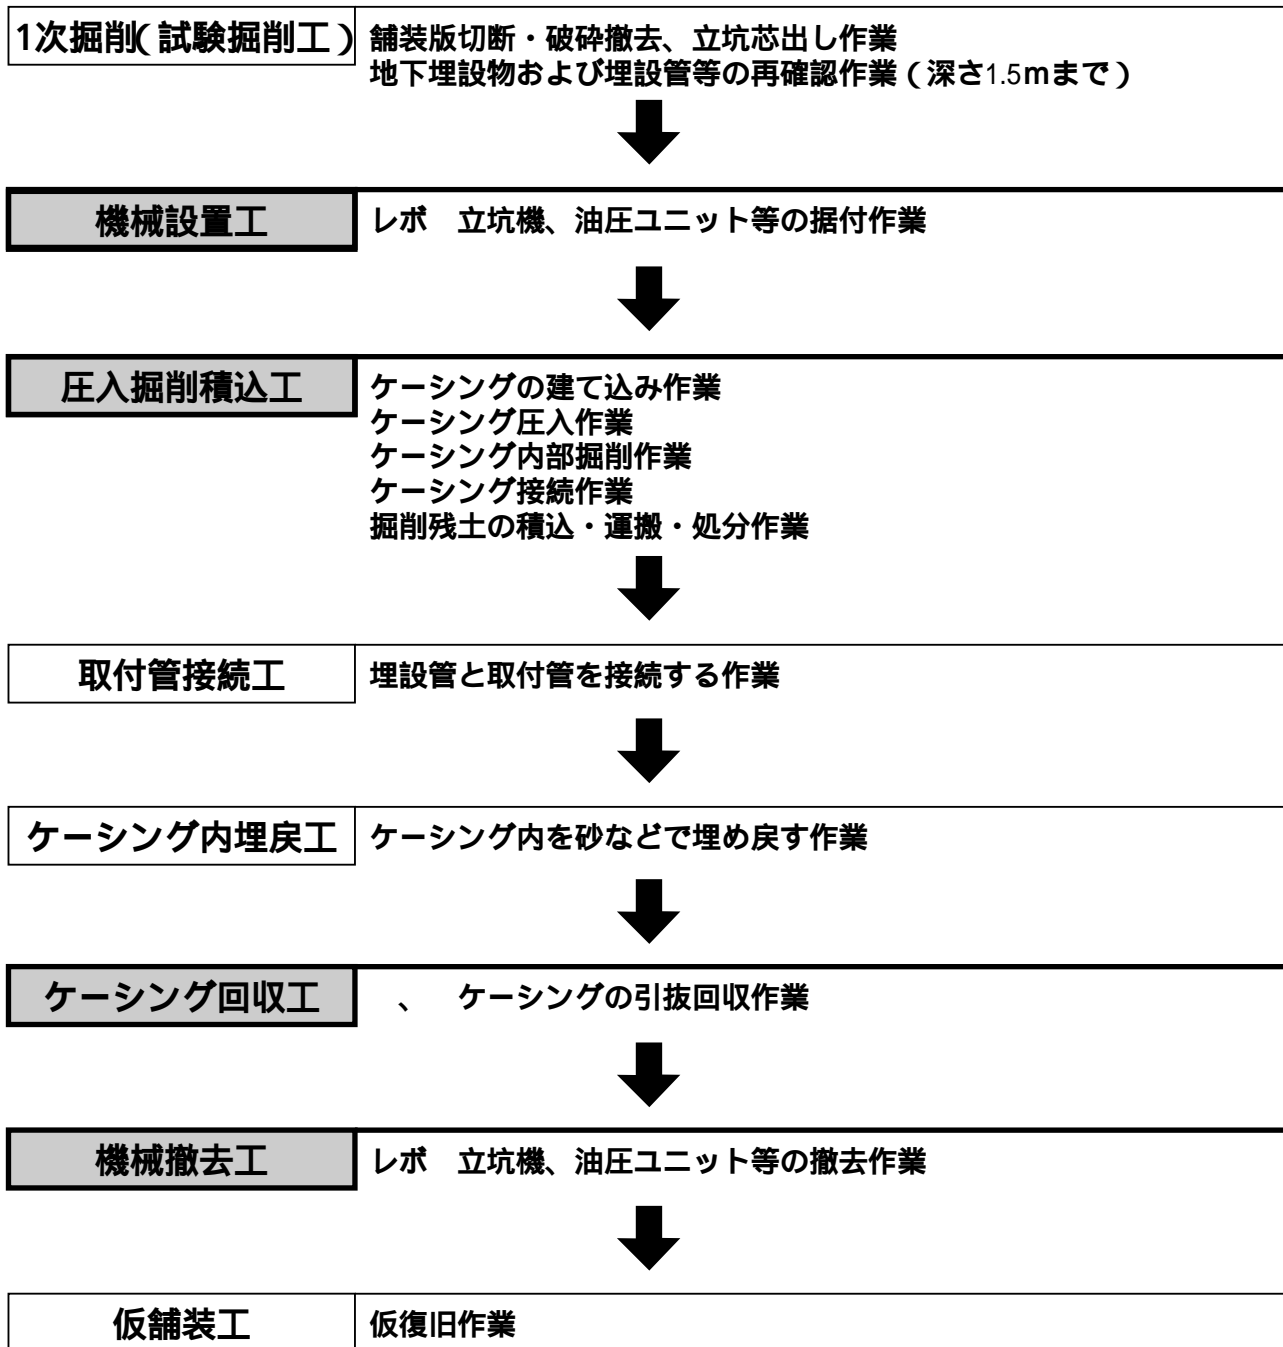 1次掘削(試験掘削工)
舗装版切断・破砕撤去、立坑芯出し作業
地下埋設物および埋設管等の再確認作業(深さ1.5mまで)
機械設置工
レボ　立坑機、油圧ユニット等の据付作業
圧入掘削積込工
ケーシングの建て込み作業
ケーシング圧入作業
ケーシング内部掘削作業
ケーシング接続作業
掘削残土の積込・運搬・処分作業
取付管接続工
埋設管と取付管を接続する作業
ケーシング内埋戻工
ケーシング内を砂などで埋め戻す作業
ケーシング回収工
、　ケーシングの引抜回収作業
機械撤去工
レボ　立坑機、油圧ユニット等の撤去作業
仮舗装工
仮復旧作業